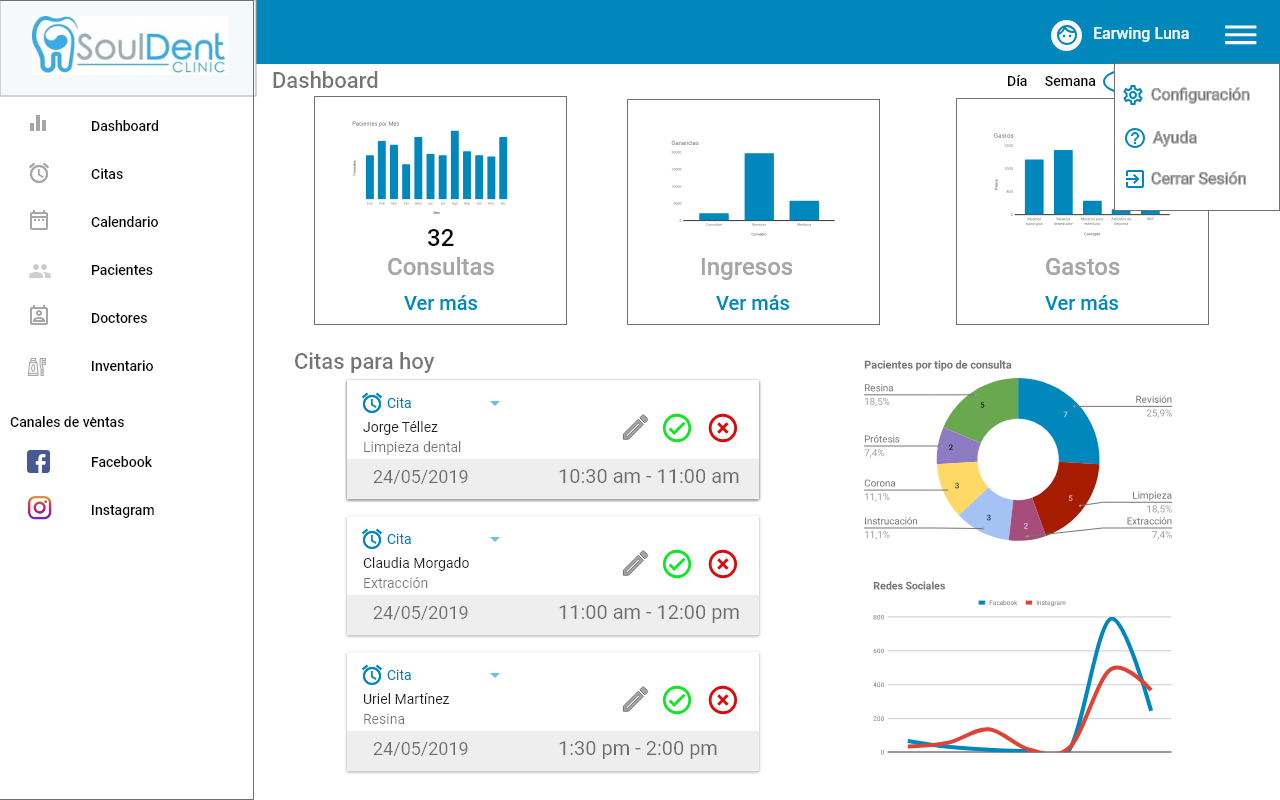 SoulDent
CLINIC
Earwing Luna
Dashboard
Citas
Calendario
Pacientes
Doctores
Inventario
Canales de ventas
Facebook
Instagram
Dashboard
Día Semana
Configuración
Ayuda
Cerrar Sesión
Pacientes por Mes
32
Consultas
Ver más
Ganancias
Concepto
Ingresos
Ver más
Gastos
Concepto
Gastos
Ver más
Citas para hoy
Cita
Jorge Téllez
Limpieza dental
24/05/2019 10:30 am - 11:00 am
Cita
Claudia Morgado
Extracción
24/05/2019 11:00 am - 12:00 pm
Cita
Uriel Martínez
Resina
24/05/2019 1:30 pm - 2:00 pm
Pacientes por tipo de consulta
Resina
18,5%
Prótesis
7,4%
Corona
11,1%
Instrucación
11,1%
Revisión
25,9%
Limpieza
18,5%
Extracción
7,4%
5
7
2
3
5
3
2
Redes Sociales
Facebook Instagram
800
600
400
200
0